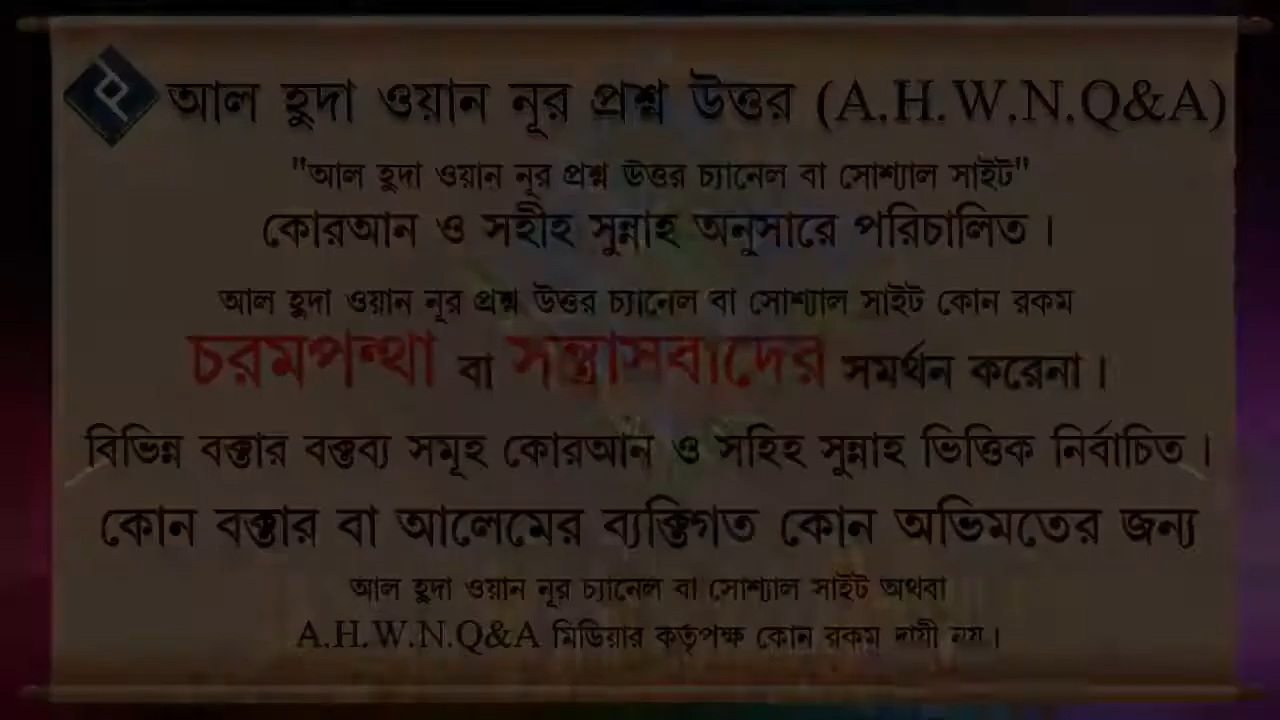 আল হুদা ওয়ান নূর প্রশ্ন উত্তর (A.H.W.N.Q&A)
"আল হুদা ওয়ান নূর প্রশ্ন উত্তর চ্যানেল বা সোশ্যাল সাইট"
কোরআন ও সহীহ সুন্নাহ অনুসারে পরিচালিত।
আল হুদা ওয়ান নূর প্রশ্ন উত্তর চ্যানেল বা সোশ্যাল সাইট কোন রকম
চরমপন্থা বা সন্ত্রাসবাদের সমর্থন করেনা।
বিভিন্ন বক্তার বক্তব্য সমূহ কোরআন ও সহিহ সুন্নাহ ভিত্তিক নির্বাচিত।
কোন বক্তার বা আলেমের ব্যক্তিগত কোন অভিমতের জন্য
আল হুদা ওয়ান নূর চ্যানেল বা সোশ্যাল সাইট অথবা
A.H.W.N.Q&A মিডিয়ার কর্তৃপক্ষ কোন রকম দায়ী নয়।